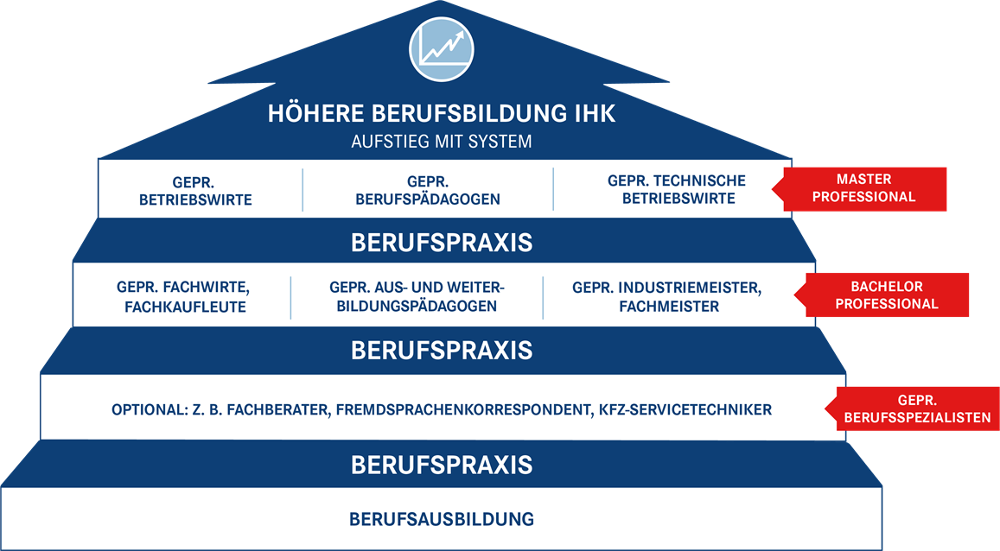 HÖHERE BERUFSBILDUNG IHK
AUFSTIEG MIT SYSTEM
GEPR.
BETRIEBSWIRTE
GEPR.
BERUFSPÄDAGOGEN
GEPR. TECHNISCHE
BETRIEBSWIRTE
MASTER
PROFESSIONAL
BERUFSPRAXIS
GEPR. FACHWIRTE,
FACHKAUFLEUTE
GEPR. AUS- UND WEITER-
BILDUNGSPÄDAGOGEN
GEPR. INDUSTRIEMEISTER,
FACHMEISTER
BACHELOR
PROFESSIONAL
BERUFSPRAXIS
OPTIONAL: Z. B. FACHBERATER, FREMDSPRACHENKORRESPONDENT, KFZ-SERVICETECHNIKER
GEPR.
BERUFSSPEZIALISTEN
BERUFSPRAXIS
BERUFSAUSBILDUNG